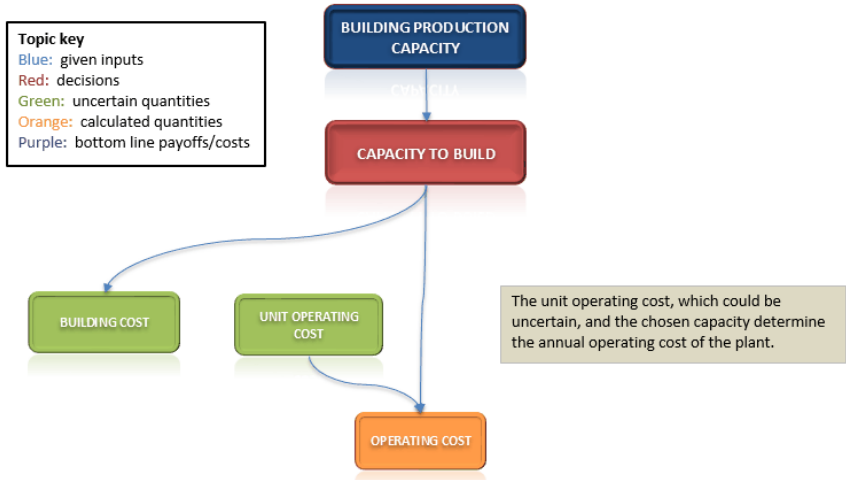 BUILDING PRODUCTION
CAPACITY
Topic key
Blue: given inputs
Red: decisions
Green: uncertain quantities
Orange: calculated quantities
Purple: bottom line payoffs/costs
CAPACITY TO BUILD
BUILDING COST
UNIT OPERATING
COST
The unit operating cost, which could be
uncertain, and the chosen capacity determine
the annual operating cost of the plant.
OPERATING COST